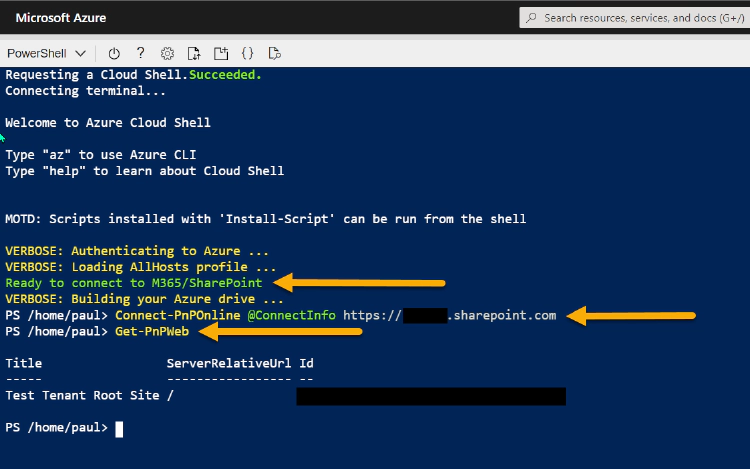 Microsoft Azure
Search resources, services, and docs (G+/)
PowerShell
?
{}
Requesting a Cloud Shell.Succeeded.
Connecting terminal...
Welcome to Azure Cloud Shell
Type "az" to use Azure CLI
Type "help" to learn about Cloud Shell
MOTD: Scripts installed with 'Install-Script' can be run from the shell
VERBOSE: Authenticating to Azure ...
VERBOSE: Loading AllHosts profile ...
Ready to connect to M365/SharePoint
VERBOSE: Building your Azure drive ...
PS /home/paul> Connect-PnPOnline @ConnectInfo https:// .sharepoint.com
PS /home/paul> Get-PnPWeb
Title ServerRelativeUrl Id
----- ----------------- --
Test Tenant Root Site /
PS /home/paul>